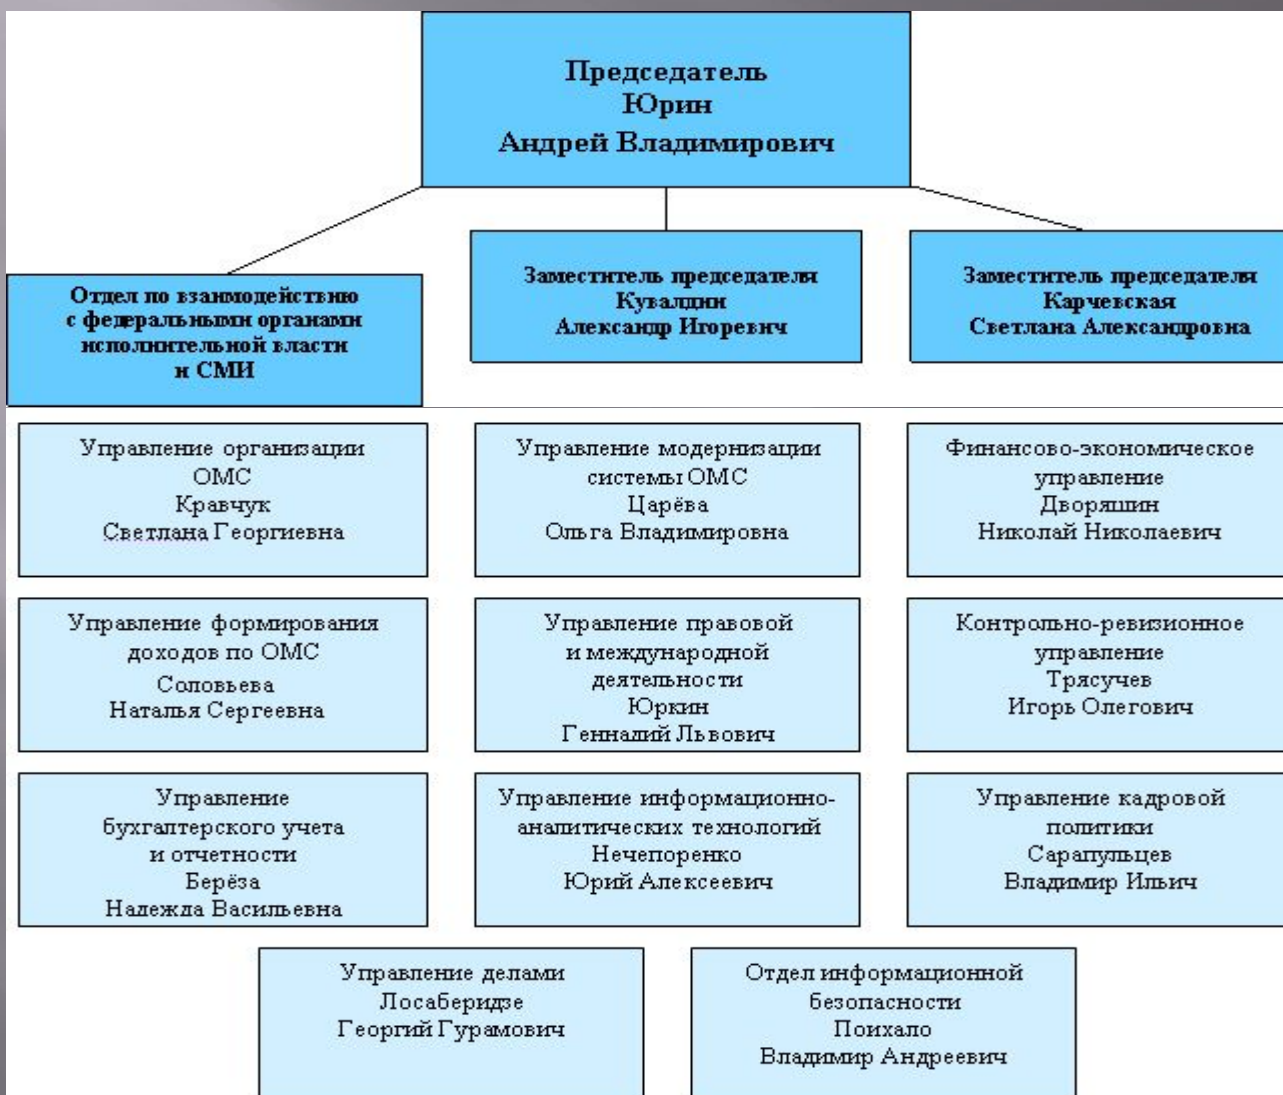 Председатель
Юрин
Андрей Владимирович
Отдел по взаимодействию
с федеральными органами
исполнительной власти
и СМИ
Заместитель председателя
Кувалдин
Александр Игоревич
Заместитель председателя
Карчевская
Светлана Александровна
Управление организации
ОМС
Кравчук
Светлана Георгиевна
Управление модернизации
системы ОМС
Царёва
Ольга Владимировна
Финансово-экономическое
управление
Дворяшин
Николай Николаевич
Управление формирования
доходов по ОМС
Соловьева
Наталья Сергеевна
Управление правовой
и международной
деятельности
Юркин
Геннадий Львович
Контрольно-ревизионное
управление
Трясучев
Игорь Олегович
Управление
бухгалтерского учета
и отчетности
Берёза
Надежда Васильевна
Управление информационно-
аналитических технологий
Нечепоренко
Юрий Алексеевич
Управление кадровой
политики
Сарапульцев
Владимир Ильич
Управление делами
Лосаберидзе
Георгий Гурамович
Отдел информационной
безопасности
Поихало
Владимир Андреевич